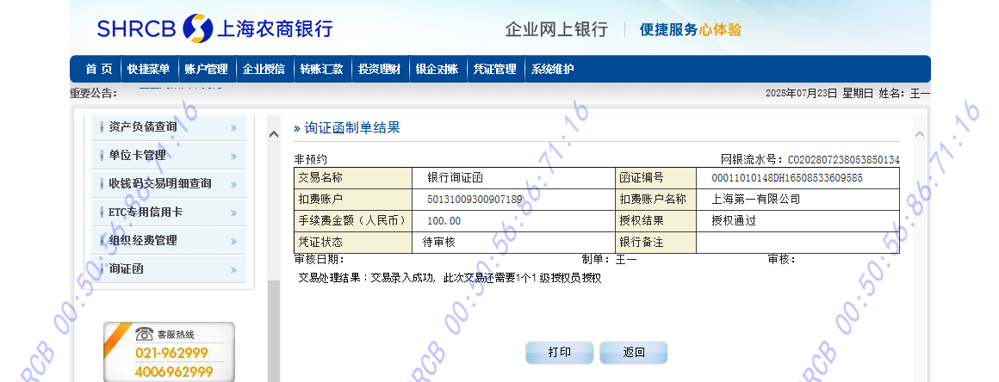 SHRCB 上海农商银行 企业网上银行 便捷服务心体验
首 页 快捷菜单 账户管理 企业授信 转账汇款 投资理财 银企对账 凭证管理 系统维护
重要公告: 2028年07月23日 星期日 姓名: 王一
资产负债查询 »
单位卡管理 »
收钱码交易明细查询 »
ETC专用信用卡 »
组织经费管理 »
询证函 »
客服热线
021-962999
4006962999
» 询证函制单结果
非预约 网银流水号: CO202807238053850134
交易名称 银行询证函 函证编号 00011010148DH16508533609585
扣费账户 50131009300907189 扣费账户名称 上海第一有限公司
手续费金额（人民币） 100.00 授权结果 授权通过
凭证状态 待审核 银行备注
审核日期: 制单: 王一 审核:
交易处理结果: 交易录入成功, 此次交易还需要1个1 级授权员授权
打印 返回
SHRCB 00:50:56:86:71:16
SHRCB 00:50:56:86:71:16
SHRCB 00:50:56:86:71:16